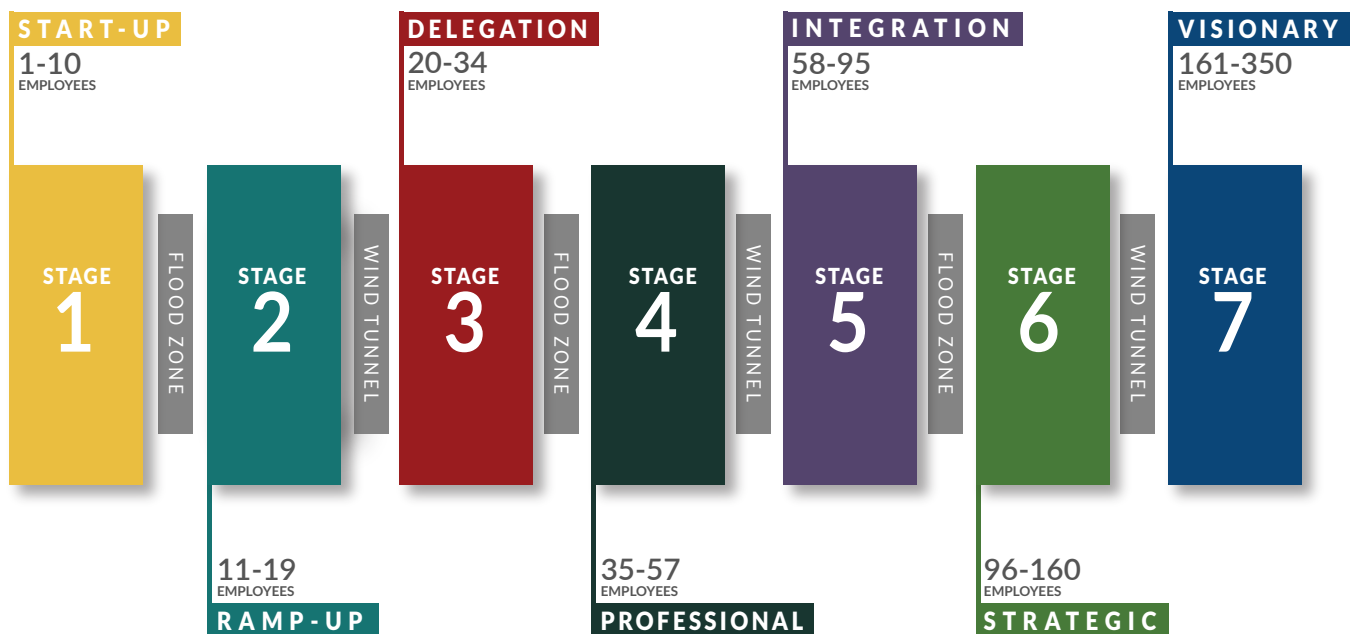 START-UP
1-10
EMPLOYEES
DELEGATION
20-34
EMPLOYEES
INTEGRATION
58-95
EMPLOYEES
VISIONARY
161-350
EMPLOYEES
STAGE
1
FLOOD ZONE
STAGE
2
WIND TUNNEL
STAGE
3
FLOOD ZONE
STAGE
4
WIND TUNNEL
STAGE
5
FLOOD ZONE
STAGE
6
WIND TUNNEL
STAGE
7
11-19
EMPLOYEES
RAMP-UP
35-57
EMPLOYEES
PROFESSIONAL
96-160
EMPLOYEES
STRATEGIC